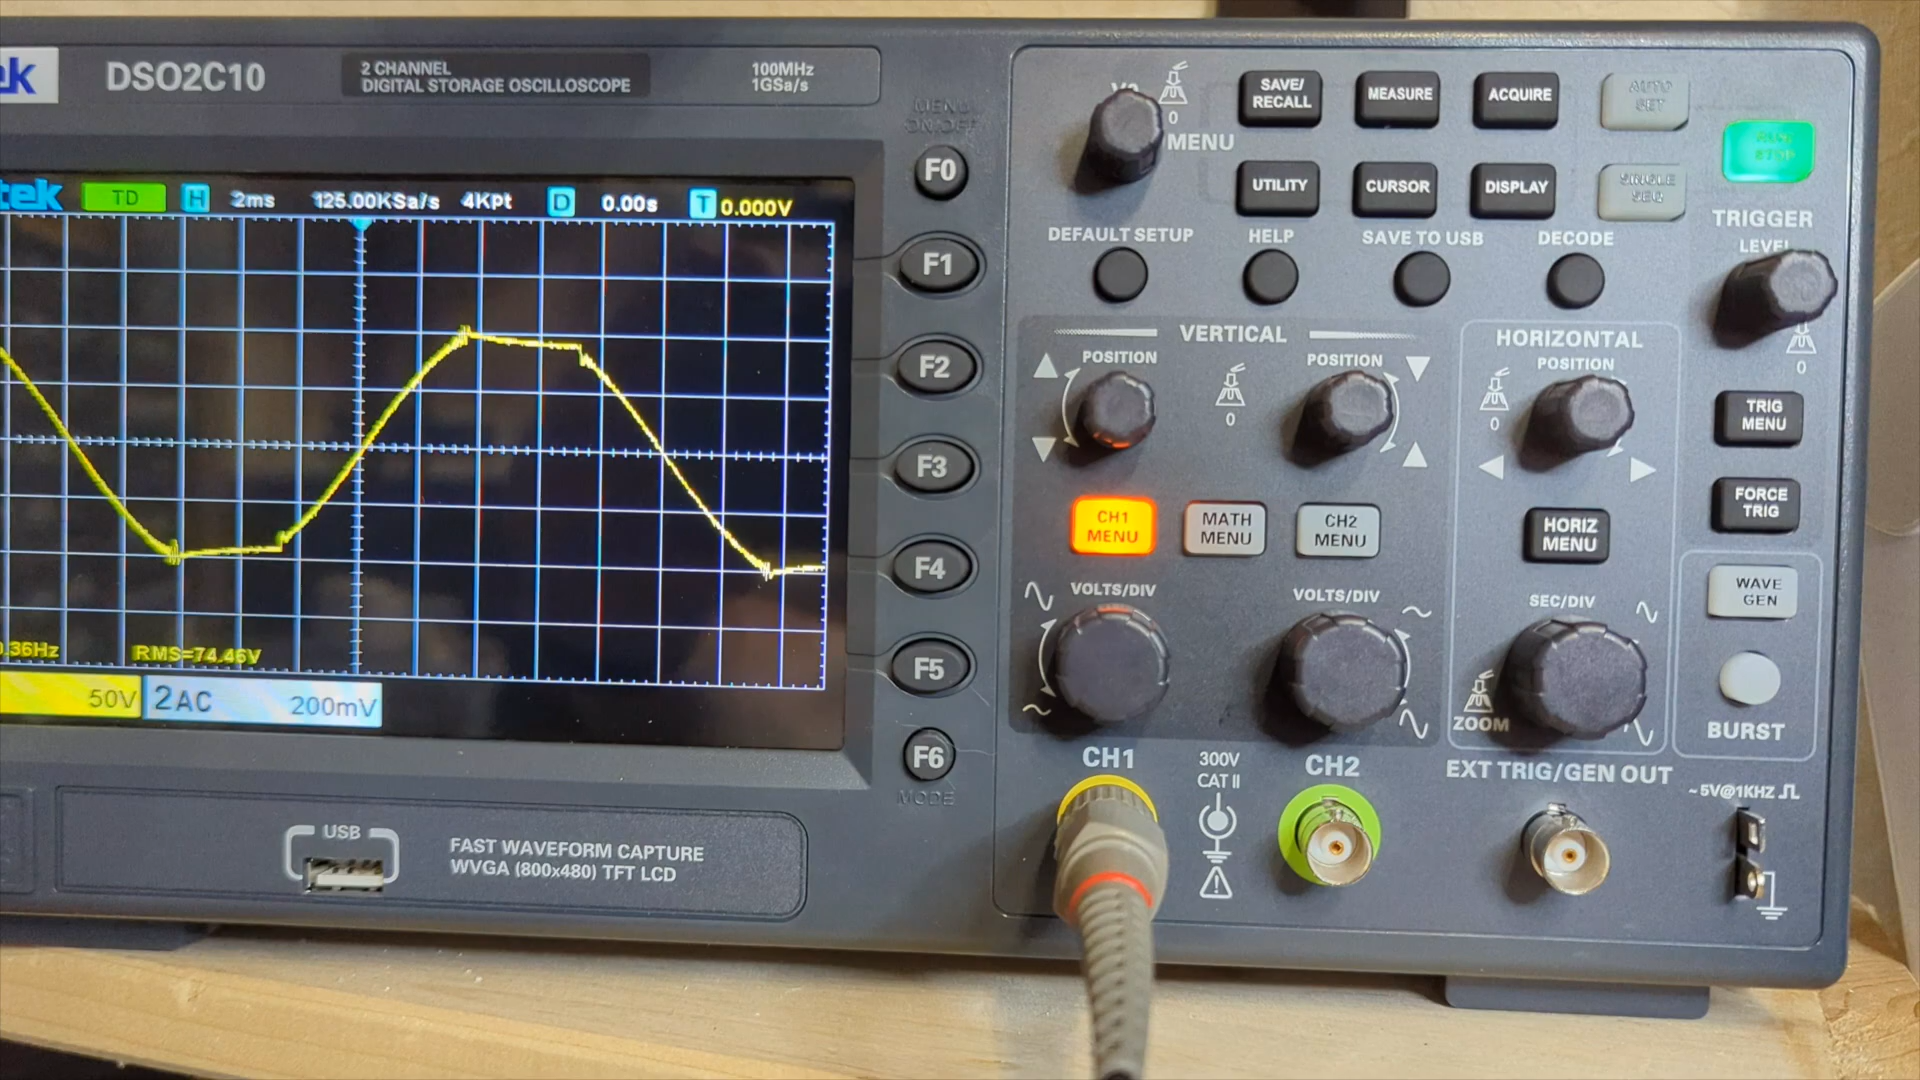 DSO2C10
2 CHANNEL
DIGITAL STORAGE OSCILLOSCOPE
100MHz
1GSa/s
tek
TD
H
2ms
125.00KSa/s
4Kpt
D
0.00s
T
0.000V
RMS=74.46V
50V
2AC
200mV
USB
FAST WAVEFORM CAPTURE
WVGA (800x480) TFT LCD
MENU
ON/OFF
F0
F1
F2
F3
F4
F5
F6
MODE
V0
0
MENU
SAVE/
RECALL
MEASURE
ACQUIRE
AUTO
SET
RUN
STOP
UTILITY
CURSOR
DISPLAY
SINGLE
SEQ
DEFAULT SETUP
HELP
SAVE TO USB
DECODE
TRIGGER
LEVEL
0
VERTICAL
POSITION
0
POSITION
CH1
MENU
MATH
MENU
CH2
MENU
VOLTS/DIV
VOLTS/DIV
HORIZONTAL
POSITION
0
HORIZ
MENU
SEC/DIV
ZOOM
TRIG
MENU
FORCE
TRIG
WAVE
GEN
BURST
CH1
300V
CAT II
CH2
EXT TRIG/GEN OUT
~5V@1KHZ